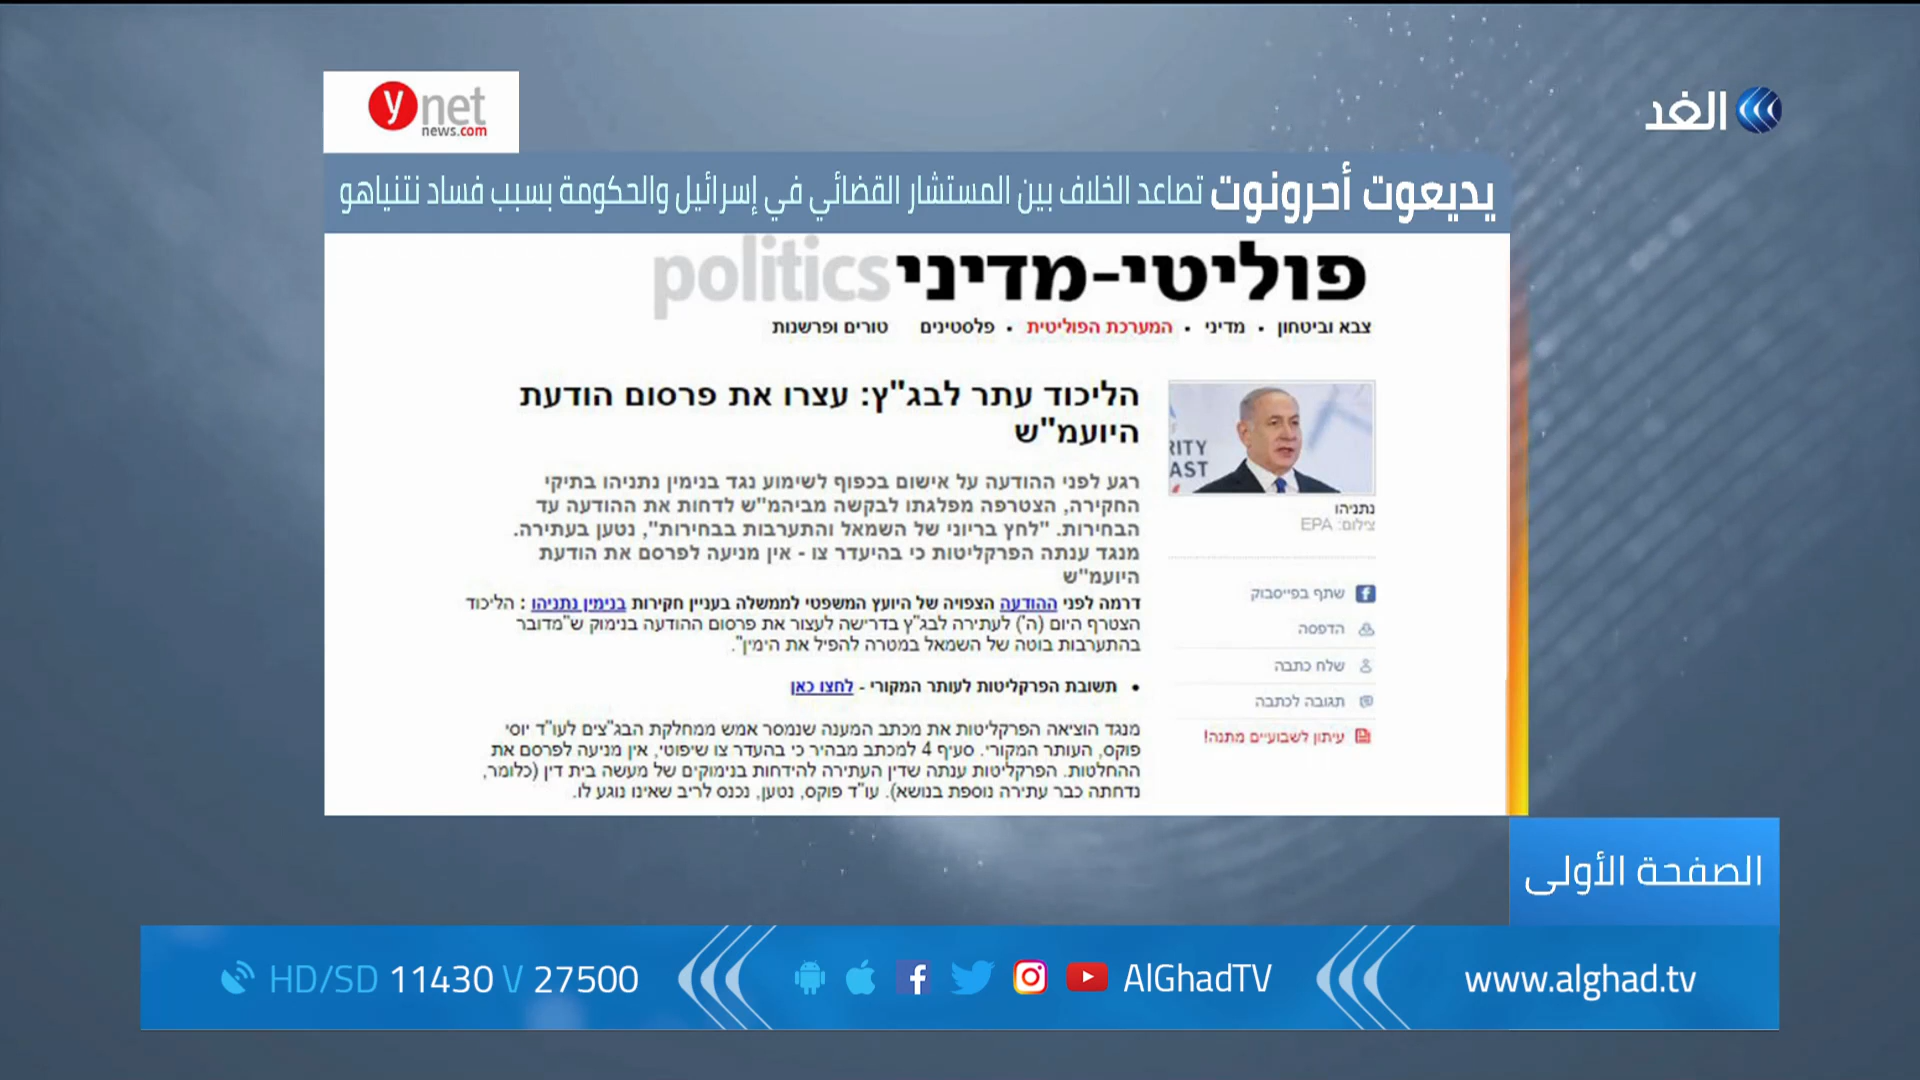 ynet
news.com
الغد
يديعوت أحرونوت تصاعد الخلاف بين المستشار القضائي في إسرائيل والحكومة بسبب فساد نتنياهو
פוליטי-מדיני politics
צבא וביטחון • מדיני • המערכת הפוליטית • פלסטינים טורים ופרשנות
הליכוד עתר לבג"ץ: עצרו את פרסום הודעת
היועמ"ש
רגע לפני ההודעה על אישום בכפוף לשימוע נגד בנימין נתניהו בתיקי
החקירה, הצטרפה מפלגתו לבקשה מביהמ"ש לדחות את ההודעה עד
הבחירות. "לחץ בריוני של השמאל והתערבות בבחירות", נטען בעתירה.
מנגד ענתה הפרקליטות כי בהיעדר צו - אין מניעה לפרסם את הודעת
היועמ"ש
דרמה לפני ההודעה הצפויה של היועץ המשפטי לממשלה בעניין חקירות בנימין נתניהו : הליכוד
הצטרף היום (ה') לעתירה לבג"ץ בדרישה לעצור את פרסום ההודעה בנימוק ש"מדובר
בהתערבות בוטה של השמאל במטרה להפיל את הימין".
• תשובת הפרקליטות לעותר המקורי - לחצו כאן
מנגד הוציאה הפרקליטות את מכתב המענה שנמסר אמש ממחלקת הבג"צים לעו"ד יוסי
פוקס, העותר המקורי. סעיף 4 למכתב מבהיר כי בהעדר צו שיפוטי, אין מניעה לפרסם את
ההחלטות. הפרקליטות ענתה שדין העתירה להידחות בנימוקים של מעשה בית דין (כלומר,
נדחתה כבר עתירה נוספת בנושא). עו"ד פוקס, נטען, נכנס לריב שאינו נוגע לו.
RITY
AST
נתניהו
צילום: EPA
שתף בפייסבוק
הדפסה
שלח כתבה
תגובה לכתבה
עיתון לשבועיים מתנה!
الصفحة الأولى
HD/SD 11430 V 27500
AlGhadTV
www.alghad.tv